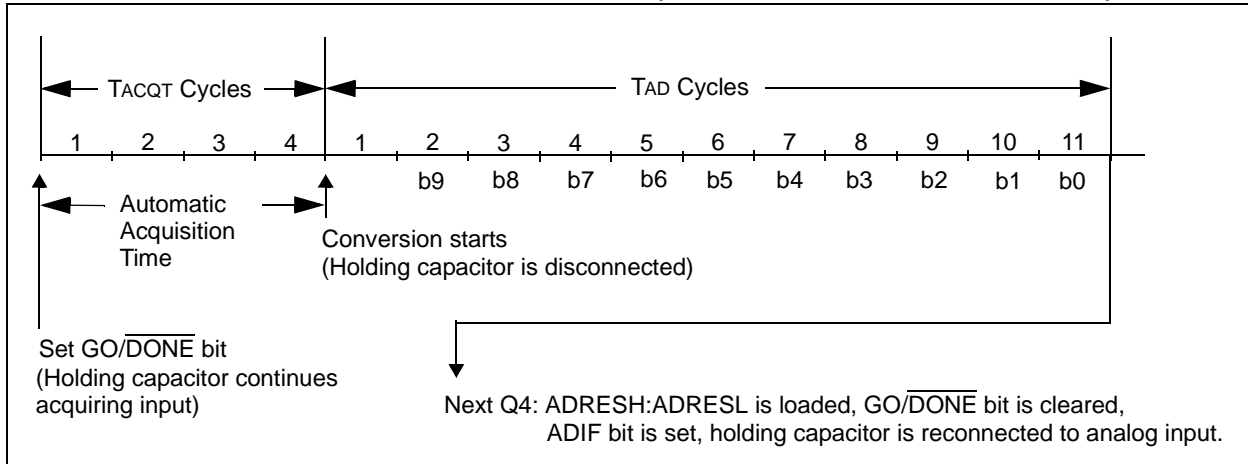 TACQT Cycles
TAD Cycles
1 2 3 4 1 2 3 4 5 6 7 8 9 10 11
b9 b8 b7 b6 b5 b4 b3 b2 b1 b0
Automatic
Acquisition
Time
Conversion starts
(Holding capacitor is disconnected)
Set GO/DONE bit
(Holding capacitor continues
acquiring input)
Next Q4: ADRESH:ADRESL is loaded, GO/DONE bit is cleared,
ADIF bit is set, holding capacitor is reconnected to analog input.